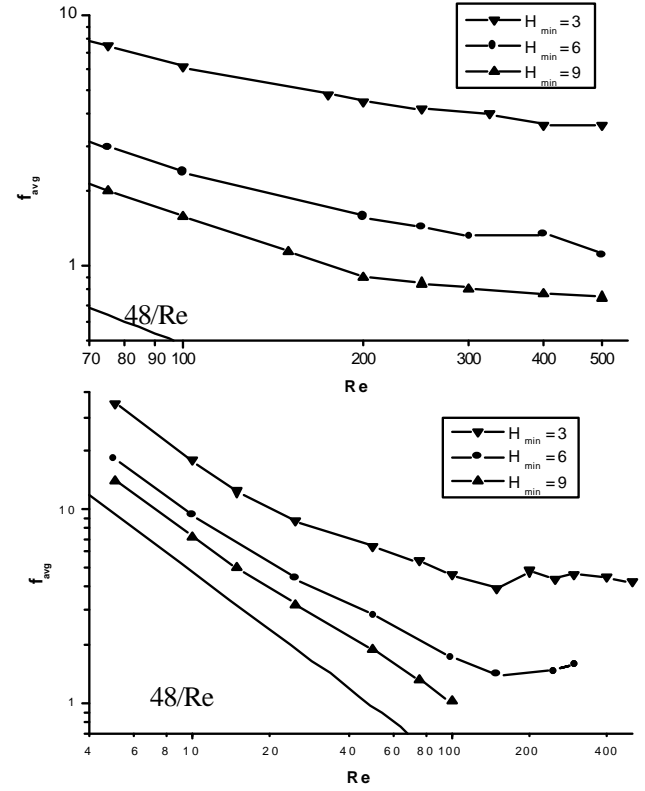 10
H min =3
H min =6
H min =9
f avg
1
48/Re
70 80 90 100 200 300 400 500
Re
H min =3
H min =6
H min =9
10
f avg
1
48/Re
4 6 8 10 20 40 60 80 100 200 400
Re